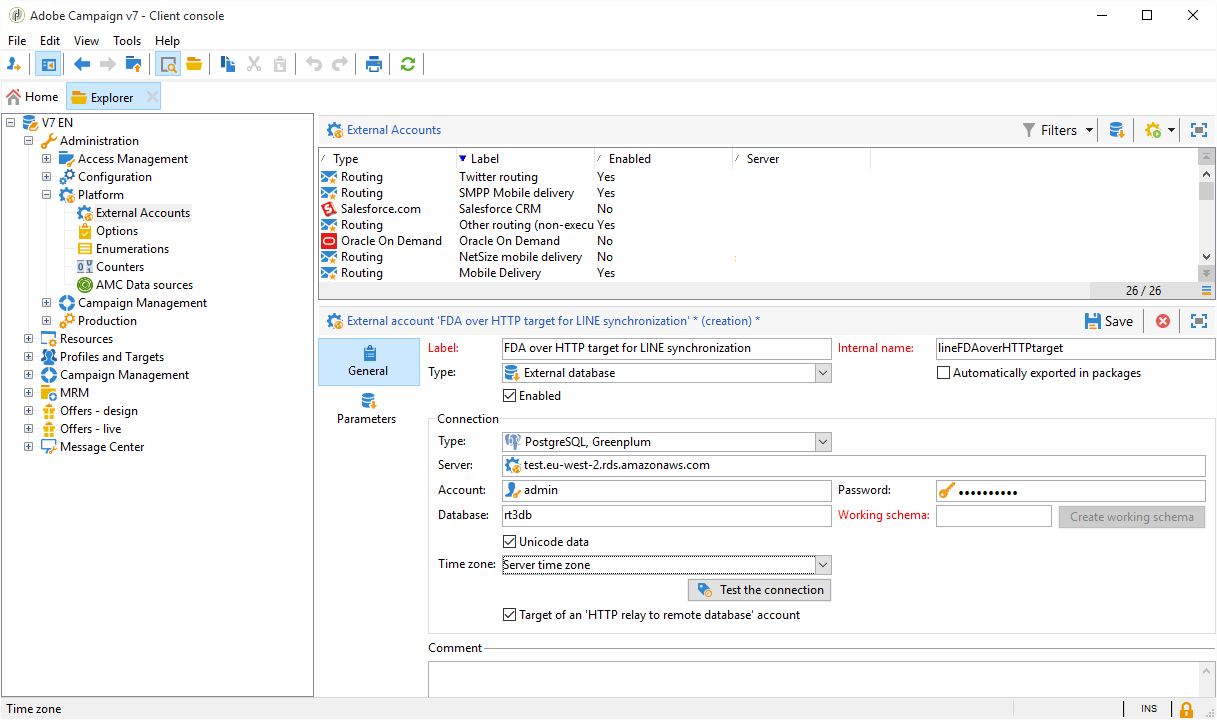 Adobe Campaign v7 - Client console
File Edit View Tools Help
Home Explorer
V7 EN
Administration
Access Management
Configuration
Platform
External Accounts
Options
Enumerations
Counters
AMC Data sources
Campaign Management
Production
Resources
Profiles and Targets
Campaign Management
MRM
Offers - design
Offers - live
Message Center
External Accounts Filters
Type Label Enabled Server
Routing Twitter routing Yes
Routing SMPP Mobile delivery Yes
Salesforce.com Salesforce CRM No
Routing Other routing (non-execu Yes
Oracle On Demand Oracle On Demand No
Routing NetSize mobile delivery No
Routing Mobile Delivery Yes
26 / 26
External account 'FDA over HTTP target for LINE synchronization' * (creation) * Save
General
Parameters
Label: FDA over HTTP target for LINE synchronization Internal name: lineFDAoverHTTPtarget
Type: External database Automatically exported in packages
Enabled
Connection
Type: PostgreSQL, Greenplum
Server: test.eu-west-2.rds.amazonaws.com
Account: admin Password: ••••••••••
Database: rt3db Working schema: Create working schema
Unicode data
Time zone: Server time zone
Test the connection
Target of an 'HTTP relay to remote database' account
Comment
Time zone INS